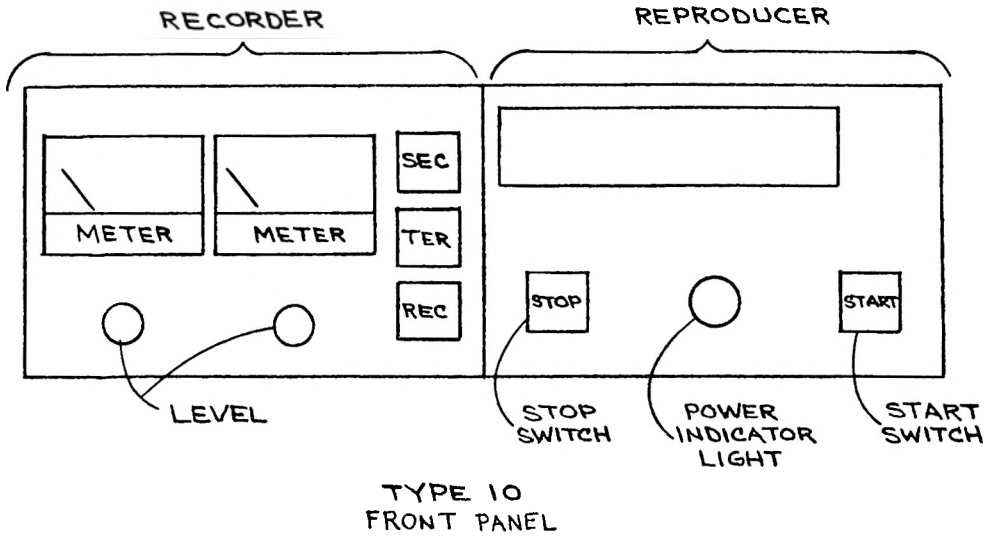 RECORDER
REPRODUCER
SEC
METER
METER
TER
REC
STOP
START
LEVEL
STOP
SWITCH
POWER
INDICATOR
LIGHT
START
SWITCH
TYPE 10
FRONT PANEL